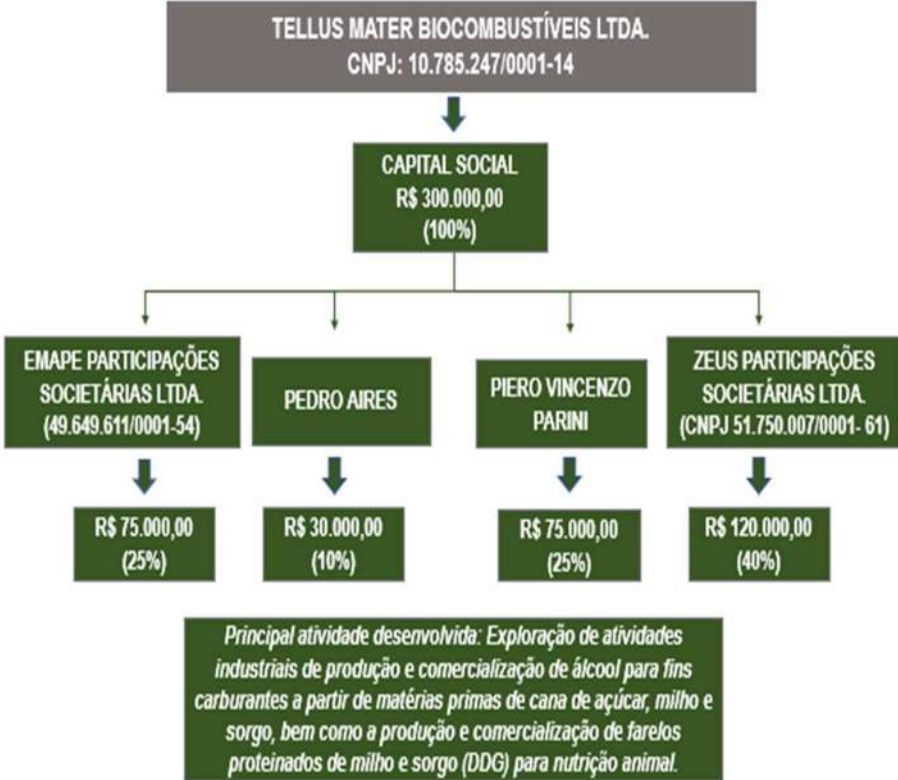 TELLUS MATER BIOCOMBUSTÍVEIS LTDA.
CNPJ: 10.785.247/0001-14
CAPITAL SOCIAL
R$ 300.000,00
(100%)
EMAPE PARTICIPAÇÕES
SOCIETÁRIAS LTDA.
(49.649.611/0001-54)
PEDRO AIRES
PIERO VINCENZO
PARINI
ZEUS PARTICIPAÇÕES
SOCIETÁRIAS LTDA.
(CNPJ 51.750.007/0001- 61)
R$ 75.000,00
(25%)
R$ 30.000,00
(10%)
R$ 75.000,00
(25%)
R$ 120.000,00
(40%)
Principal atividade desenvolvida: Exploração de atividades
industriais de produção e comercialização de álcool para fins
carburantes a partir de matérias primas de cana de açúcar, milho e
sorgo, bem como a produção e comercialização de farelos
proteinados de milho e sorgo (DDG) para nutrição animal.